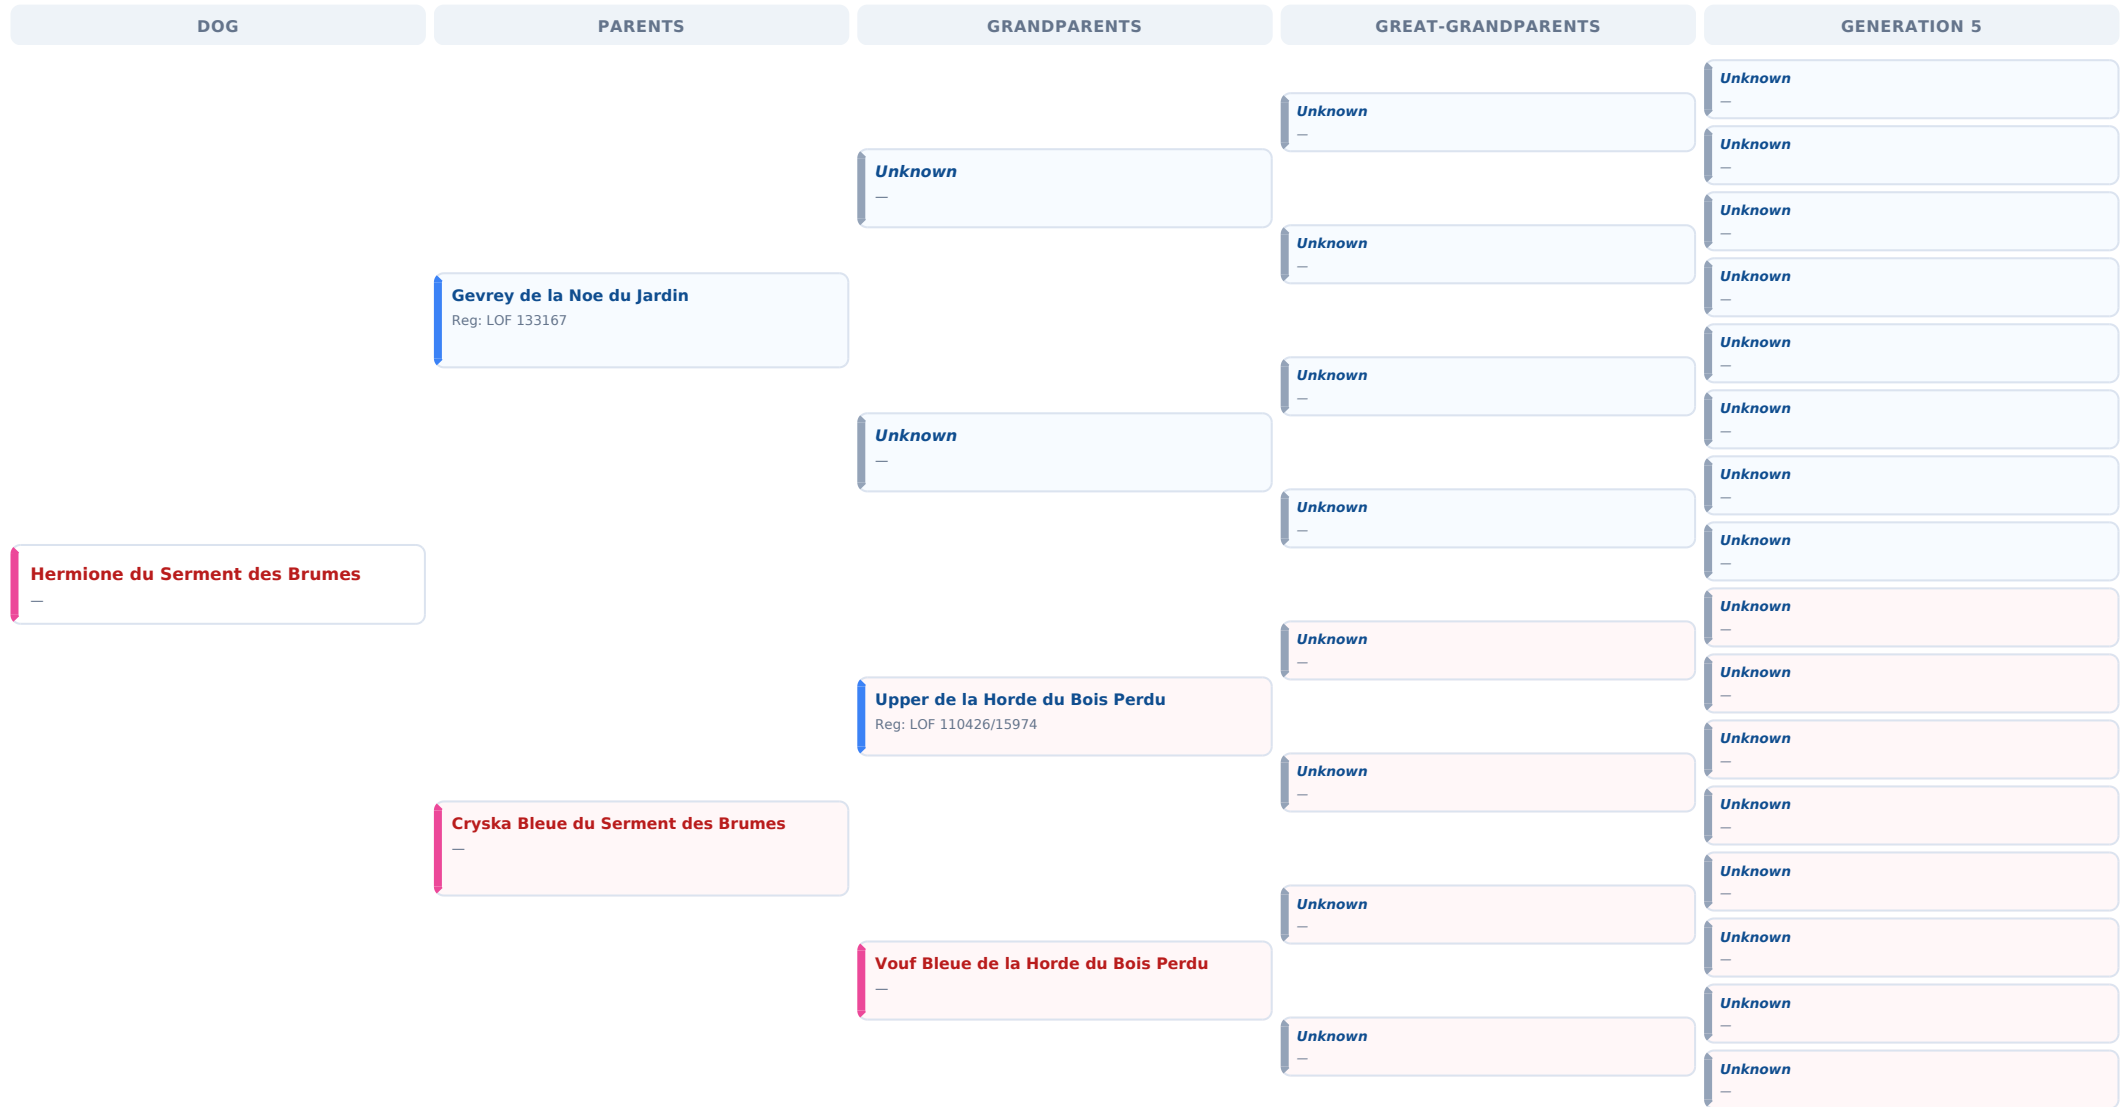 DOG
PARENTS
GRANDPARENTS
GREAT-GRANDPARENTS
GENERATION 5
Hermione du Serment des Brumes
—
Gevrey de la Noe du Jardin
Reg: LOF 133167
Cryska Bleue du Serment des Brumes
—
Unknown
—
Unknown
—
Upper de la Horde du Bois Perdu
Reg: LOF 110426/15974
Vouf Bleue de la Horde du Bois Perdu
—
Unknown
—
Unknown
—
Unknown
—
Unknown
—
Unknown
—
Unknown
—
Unknown
—
Unknown
—
Unknown
—
Unknown
—
Unknown
—
Unknown
—
Unknown
—
Unknown
—
Unknown
—
Unknown
—
Unknown
—
Unknown
—
Unknown
—
Unknown
—
Unknown
—
Unknown
—
Unknown
—
Unknown
—